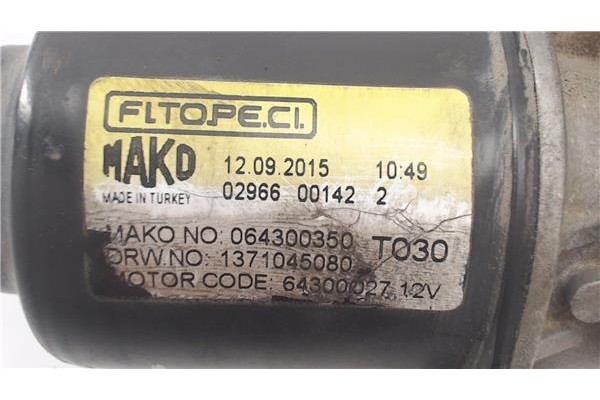 FI.TO.PE.CI.
MAKO 12.09.2015 10:49
MADE IN TURKEY 02966 00142 2
MAKO NO: 064300350 T030
DRW.NO: 1371045080
MOTOR CODE: 64300027 12V